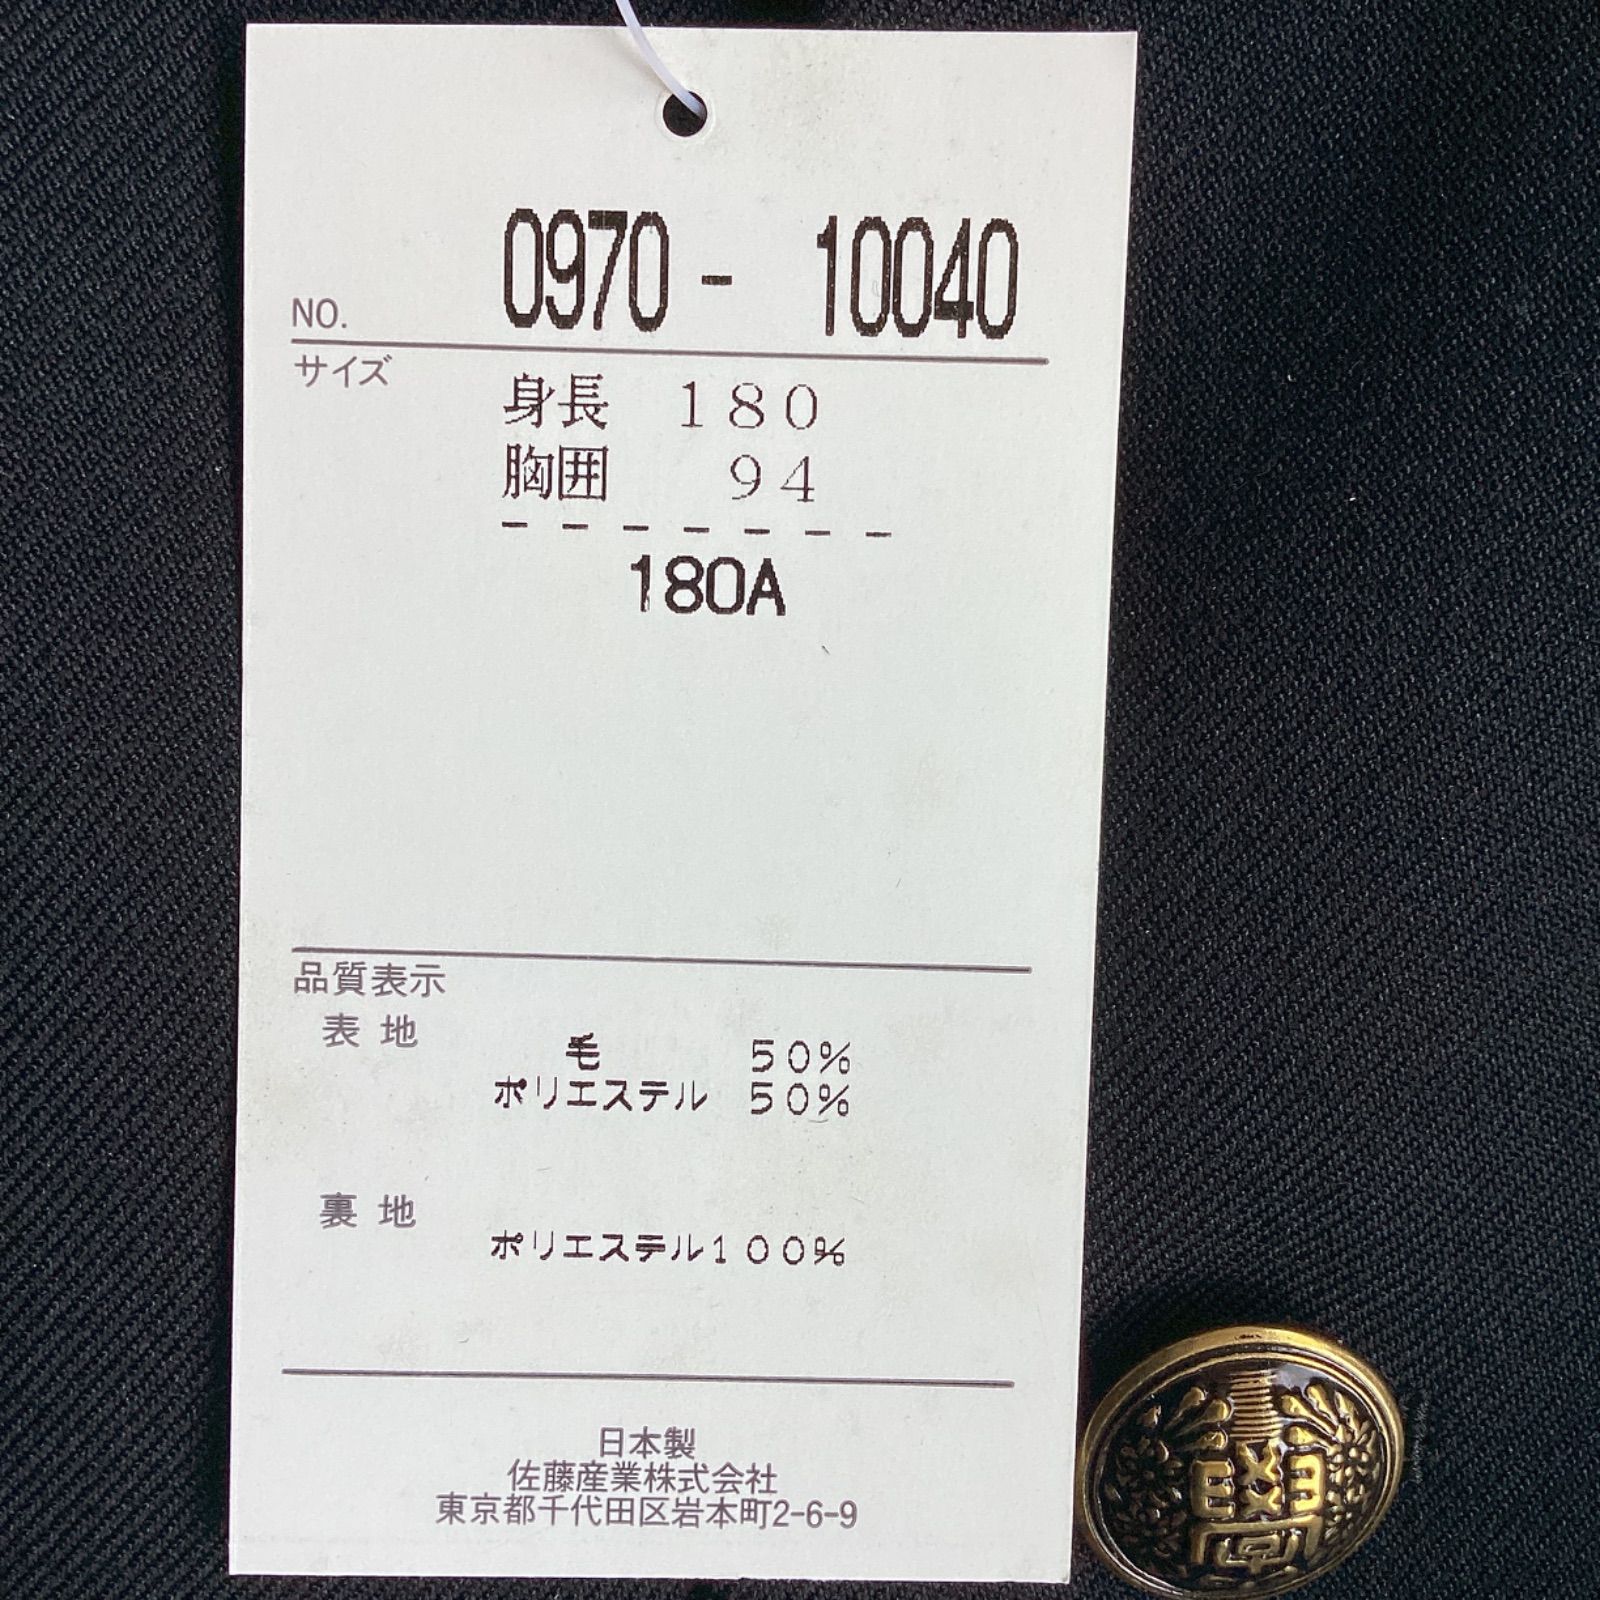 NO. 0970 - 10040
サイズ
身長 180
胸囲 94
- - - - - - -
180A
品質表示
表地
毛 50%
ポリエステル 50%
裏地
ポリエステル100%
日本製
佐藤産業株式会社
東京都千代田区岩本町2-6-9
學